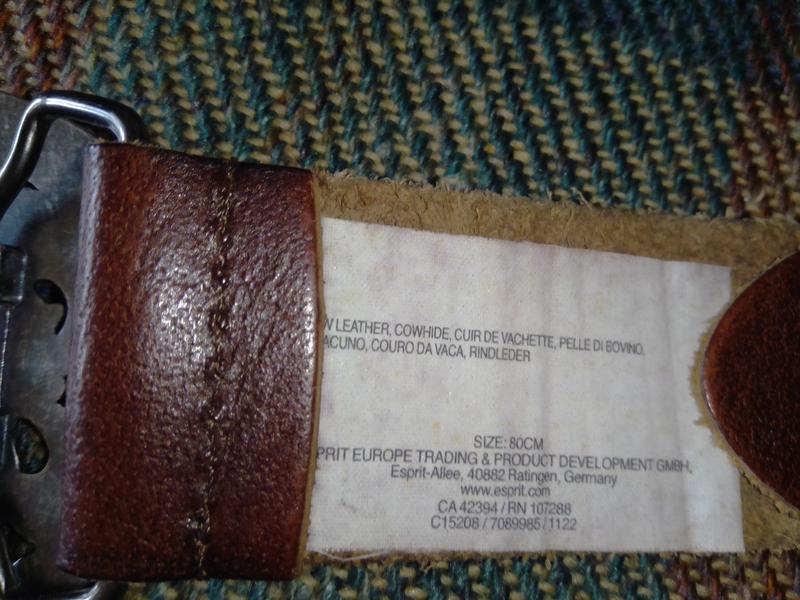 W LEATHER, COWHIDE, CUIR DE VACHETTE, PELLE DI BOVINO,
ACUNO, COURO DA VACA, RINDLEDER
SIZE: 80CM
PRIT EUROPE TRADING & PRODUCT DEVELOPMENT GMBH,
Esprit-Allee, 40882 Ratingen, Germany
www.esprit.com
CA 42394 / RN 107288
C15208 / 7089985 / 1122